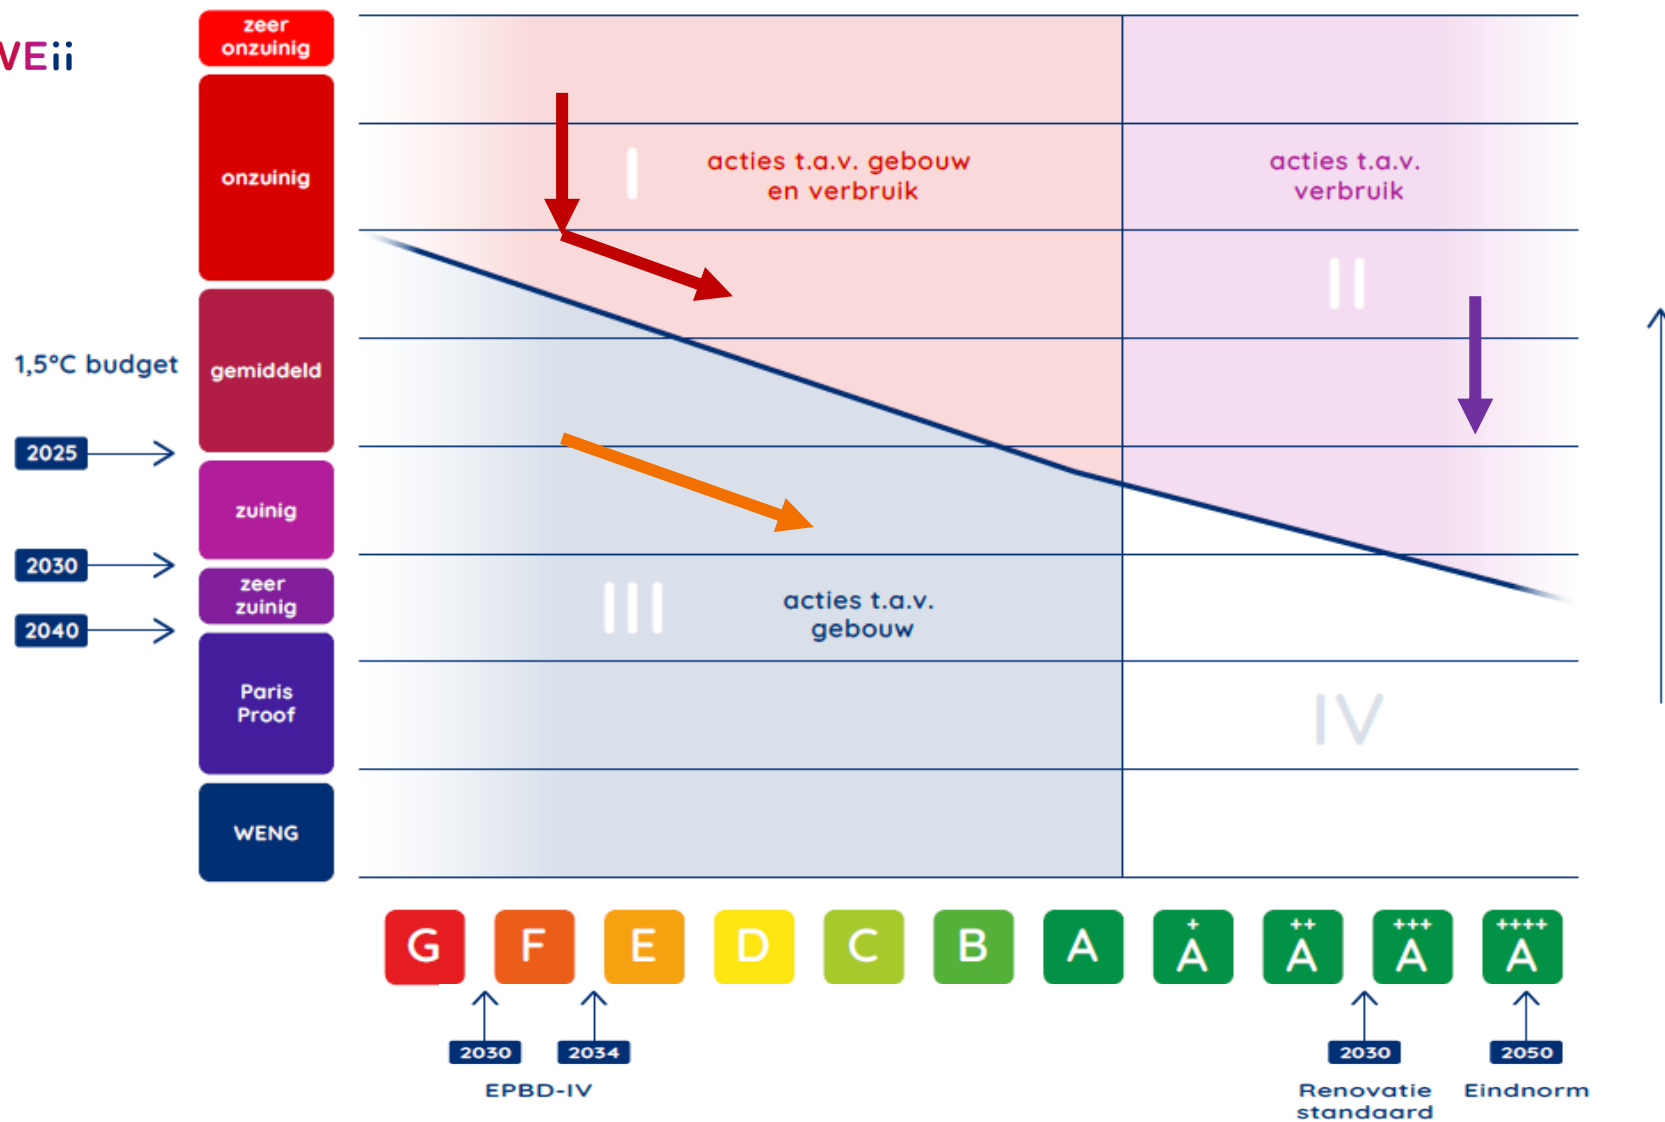 VEii
zeer
onzuinig
onzuinig
gemiddeld
zuinig
zeer
zuinig
Paris
Proof
WENG
1,5°C budget
2025
2030
2040
I
acties t.a.v. gebouw
en verbruik
acties t.a.v.
verbruik
II
III
acties t.a.v.
gebouw
IV
G F E D C B A A+ A++ A+++ A++++
2030 2034 2030 2050
EPBD-IV
Renovatie
standaard
Eindnorm